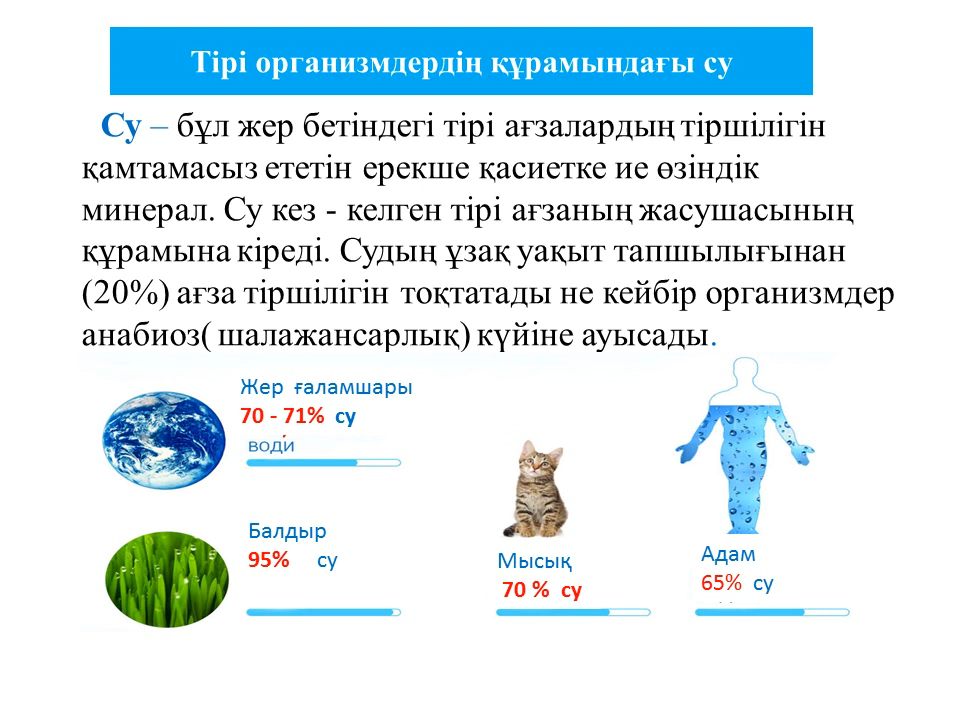 Тірі организмдердің құрамындағы су
Су – бұл жер бетіндегі тірі ағзалардың тіршілігін
қамтамасыз ететін ерекше қасиетке ие өзіндік
минерал. Су кез - келген тірі ағзаның жасушасының
құрамына кіреді. Судың ұзақ уақыт тапшылығынан
(20%) ағза тіршілігін тоқтатады не кейбір организмдер
анабиоз( шалажансарлық) күйіне ауысады.
Жер ғаламшары
70 - 71% су
води́
Балдыр
95% су
Мысық
70 % су
Адам
65% су